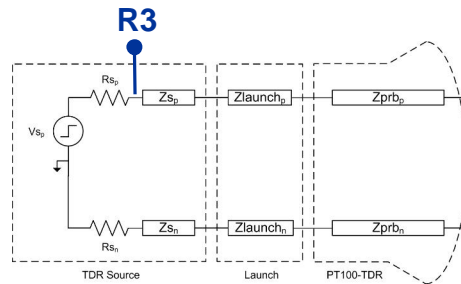 R3
Rsₚ
Zsₚ
Zlaunchₚ
Zprbₚ
Vsₚ
Zsₙ
Zlaunchₙ
Zprbₙ
Rsₙ
TDR Source
Launch
PT100-TDR